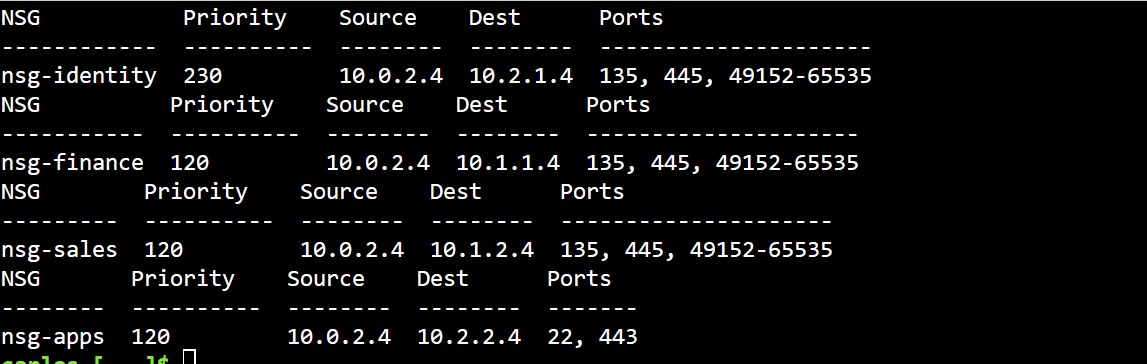 NSG           Priority    Source    Dest      Ports
------------  ----------  --------  --------  ---------------------
nsg-identity  230         10.0.2.4  10.2.1.4  135, 445, 49152-65535
NSG          Priority    Source    Dest      Ports
-----------  ----------  --------  --------  ---------------------
nsg-finance  120         10.0.2.4  10.1.1.4  135, 445, 49152-65535
NSG        Priority    Source    Dest      Ports
---------  ----------  --------  --------  ---------------------
nsg-sales  120         10.0.2.4  10.1.2.4  135, 445, 49152-65535
NSG       Priority    Source    Dest      Ports
--------  ----------  --------  --------  -------
nsg-apps  120         10.0.2.4  10.2.2.4  22, 443